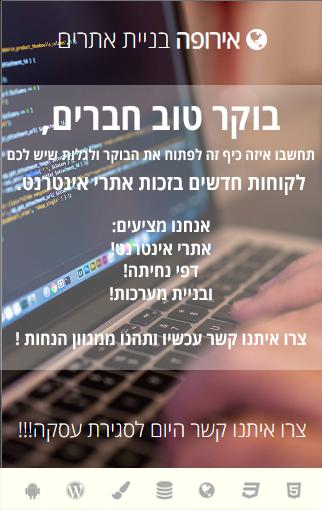 אירופה בניית אתרים
בוקר טוב חברים,
תחשבו איזה כיף זה לפתוח את הבוקר ולגלות שיש לכם
לקוחות חדשים בזכות אתרי אינטרנט.
אנחנו מציעים:
אתרי אינטרנט!
דפי נחיתה!
ובניית מערכות!
צרו איתנו קשר עכשיו ותהנו ממגוון הנחות !
צרו איתנו קשר היום לסגירת עסקה!!!